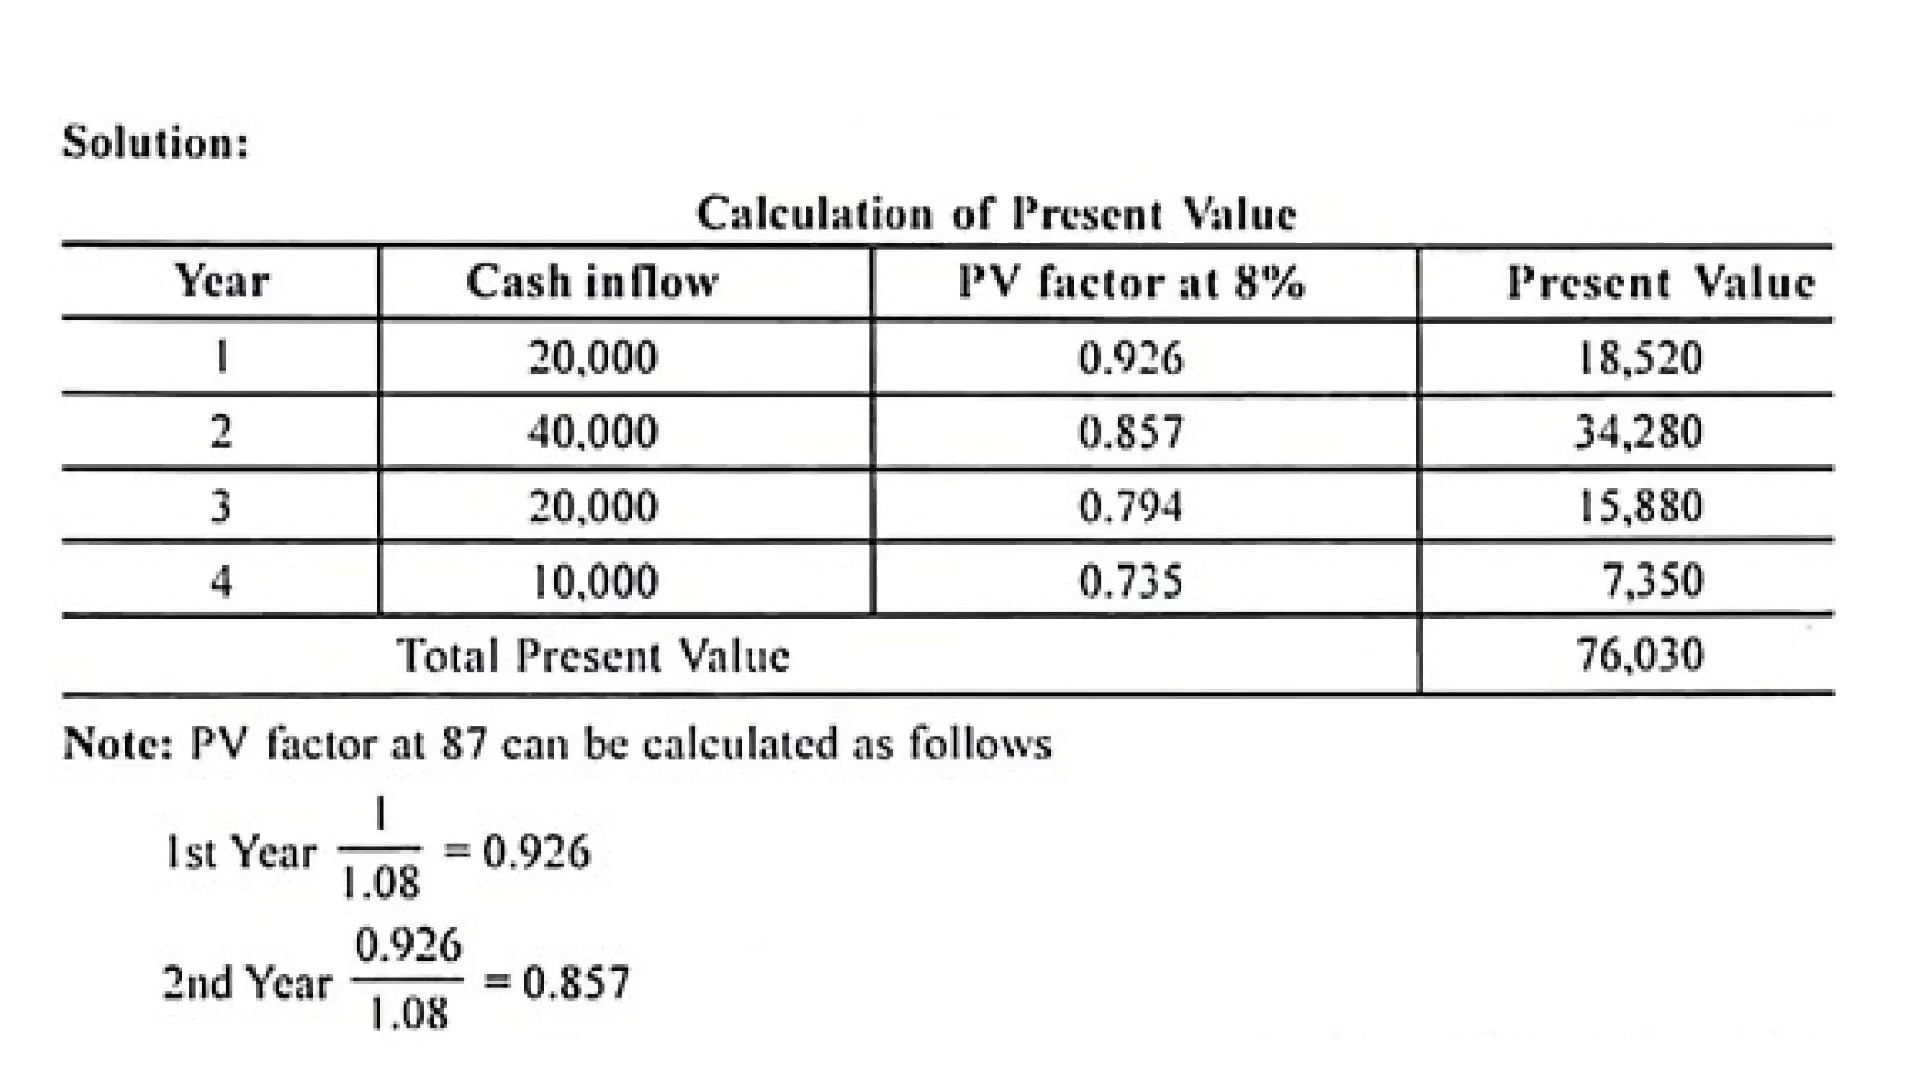 Solution:
Calculation of Present Value
Year Cash inflow PV factor at 8% Present Value
1 20,000 0.926 18,520
2 40,000 0.857 34,280
3 20,000 0.794 15,880
4 10,000 0.735 7,350
Total Present Value 76,030
Note: PV factor at 87 can be calculated as follows
1st Year 1/1.08 = 0.926
2nd Year 0.926/1.08 = 0.857